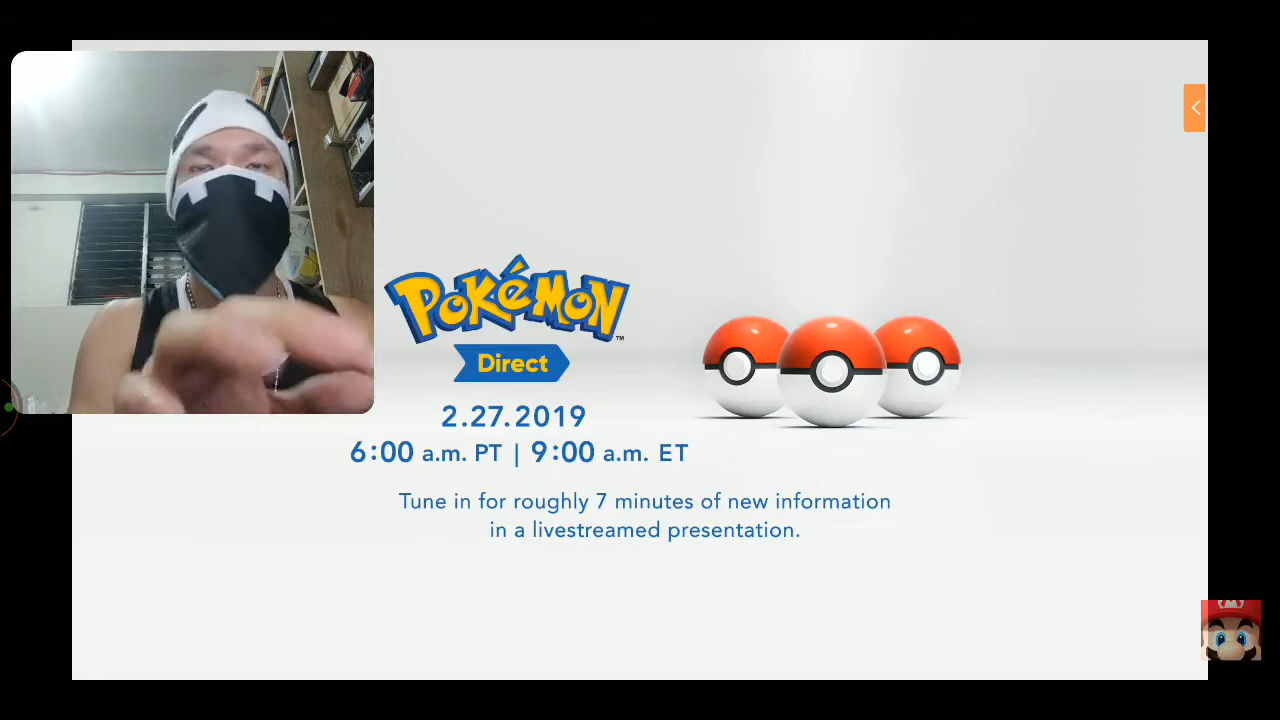 Pokémon™
Direct
2.27.2019
6:00 a.m. PT | 9:00 a.m. ET
Tune in for roughly 7 minutes of new information
in a livestreamed presentation.